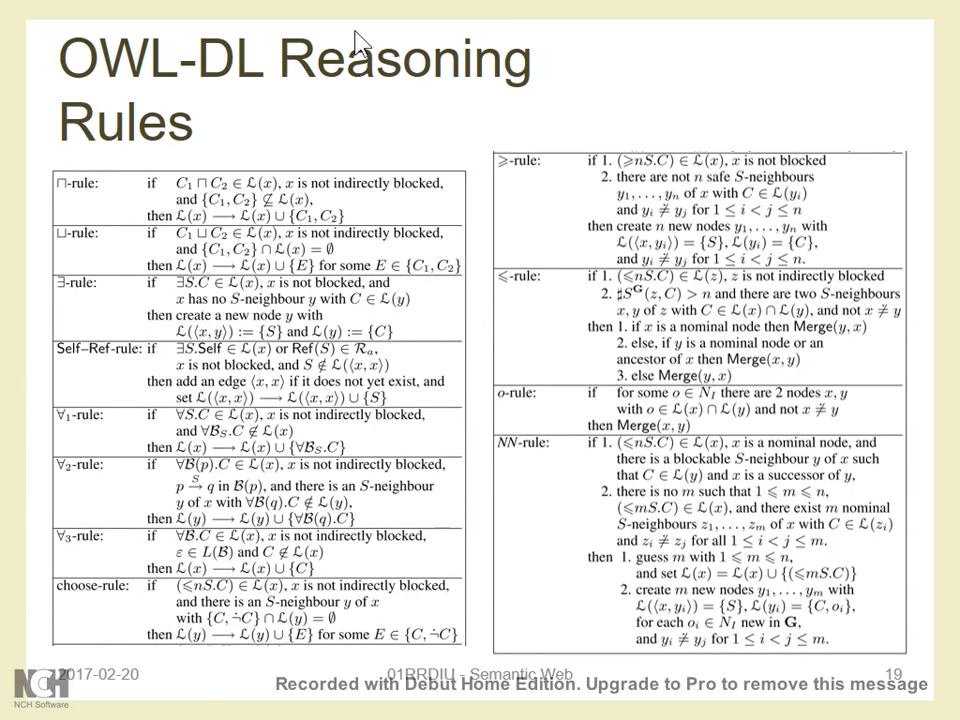 OWL-DL Reasoning
Rules
⊓-rule: if C₁ ⊓ C₂ ∈ ℒ(x), x is not indirectly blocked,
and {C₁, C₂} ⊈ ℒ(x),
then ℒ(x) ⟶ ℒ(x) ∪ {C₁, C₂}
⊔-rule: if C₁ ⊔ C₂ ∈ ℒ(x), x is not indirectly blocked,
and {C₁, C₂} ∩ ℒ(x) = ∅
then ℒ(x) ⟶ ℒ(x) ∪ {E} for some E ∈ {C₁, C₂}
∃-rule: if ∃S.C ∈ ℒ(x), x is not blocked, and
x has no S-neighbour y with C ∈ ℒ(y)
then create a new node y with
ℒ(⟨x, y⟩) := {S} and ℒ(y) := {C}
Self–Ref-rule: if ∃S.Self ∈ ℒ(x) or Ref(S) ∈ ℛₐ,
x is not blocked, and S ∉ ℒ(⟨x, x⟩)
then add an edge ⟨x, x⟩ if it does not yet exist, and
set ℒ(⟨x, x⟩) ⟶ ℒ(⟨x, x⟩) ∪ {S}
∀₁-rule: if ∀S.C ∈ ℒ(x), x is not indirectly blocked,
and ∀ℬ_S.C ∉ ℒ(x)
then ℒ(x) ⟶ ℒ(x) ∪ {∀ℬ_S.C}
∀₂-rule: if ∀ℬ(p).C ∈ ℒ(x), x is not indirectly blocked,
p →^S q in ℬ(p), and there is an S-neighbour
y of x with ∀ℬ(q).C ∉ ℒ(y),
then ℒ(y) ⟶ ℒ(y) ∪ {∀ℬ(q).C}
∀₃-rule: if ∀ℬ.C ∈ ℒ(x), x is not indirectly blocked,
ε ∈ L(ℬ) and C ∉ ℒ(x)
then ℒ(x) ⟶ ℒ(x) ∪ {C}
choose-rule: if (⩽nS.C) ∈ ℒ(x), x is not indirectly blocked,
and there is an S-neighbour y of x
with {C, ¬̇C} ∩ ℒ(y) = ∅
then ℒ(y) ⟶ ℒ(y) ∪ {E} for some E ∈ {C, ¬̇C}
⩾-rule: if 1. (⩾nS.C) ∈ ℒ(x), x is not blocked
2. there are not n safe S-neighbours
y₁, . . . , yₙ of x with C ∈ ℒ(yᵢ)
and yᵢ ≠̇ yⱼ for 1 ≤ i < j ≤ n
then create n new nodes y₁, . . . , yₙ with
ℒ(⟨x, yᵢ⟩) = {S}, ℒ(yᵢ) = {C},
and yᵢ ≠̇ yⱼ for 1 ≤ i < j ≤ n.
⩽-rule: if 1. (⩽nS.C) ∈ ℒ(z), z is not indirectly blocked
2. ♯S^G(z, C) > n and there are two S-neighbours
x, y of z with C ∈ ℒ(x) ∩ ℒ(y), and not x ≠̇ y
then 1. if x is a nominal node then Merge(y, x)
2. else, if y is a nominal node or an
ancestor of x then Merge(x, y)
3. else Merge(y, x)
o-rule: if for some o ∈ N_I there are 2 nodes x, y
with o ∈ ℒ(x) ∩ ℒ(y) and not x ≠̇ y
then Merge(x, y)
NN-rule: if 1. (⩽nS.C) ∈ ℒ(x), x is a nominal node, and
there is a blockable S-neighbour y of x such
that C ∈ ℒ(y) and x is a successor of y,
2. there is no m such that 1 ⩽ m ⩽ n,
(⩽mS.C) ∈ ℒ(x), and there exist m nominal
S-neighbours z₁, . . . , zₘ of x with C ∈ ℒ(zᵢ)
and zᵢ ≠̇ zⱼ for all 1 ≤ i < j ≤ m.
then 1. guess m with 1 ⩽ m ⩽ n,
and set ℒ(x) = ℒ(x) ∪ {(⩽mS.C)}
2. create m new nodes y₁, . . . , yₘ with
ℒ(⟨x, yᵢ⟩) = {S}, ℒ(yᵢ) = {C, oᵢ},
for each oᵢ ∈ N_I new in G,
and yᵢ ≠̇ yⱼ for 1 ≤ i < j ≤ m.
2017-02-20 01RRDIU - Semantic Web 19
Recorded with Debut Home Edition. Upgrade to Pro to remove this message
NCH
NCH Software